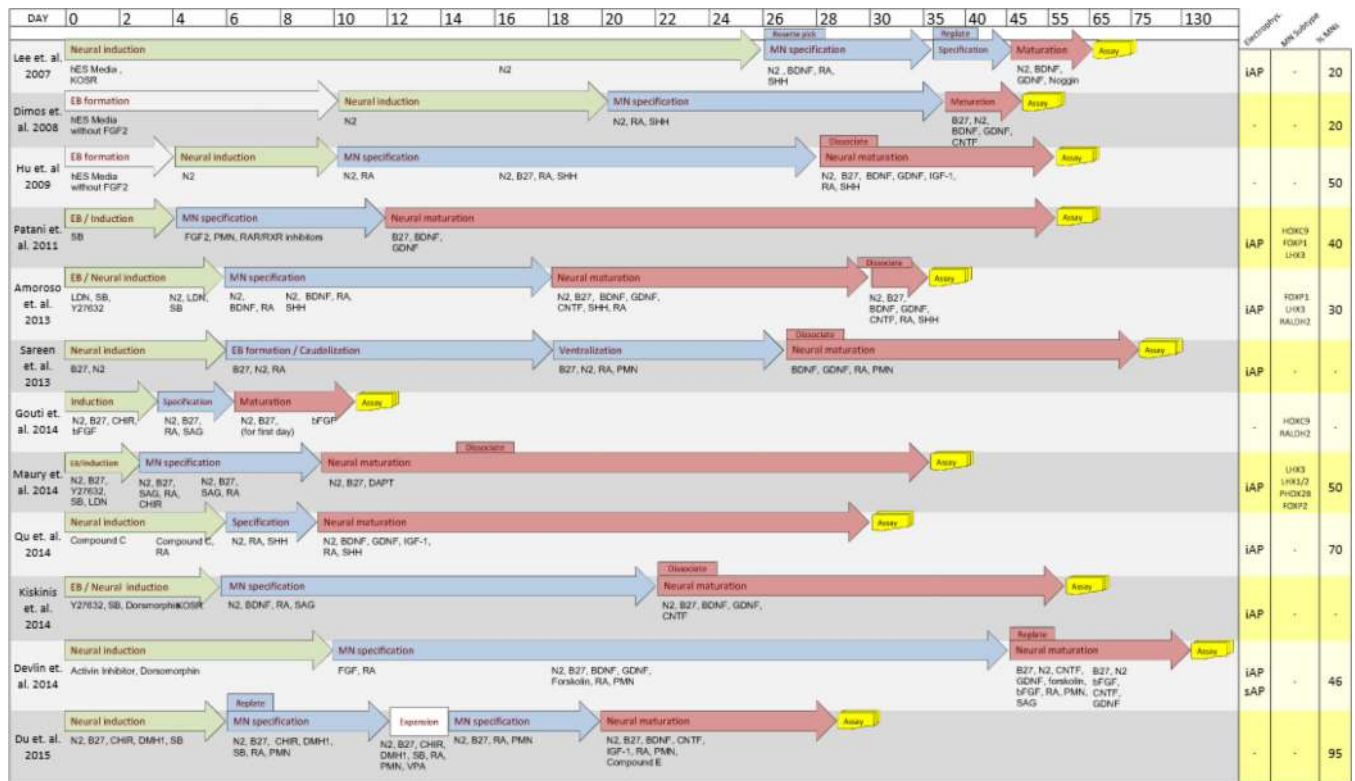 DAY 0 2 4 6 8 10 12 14 16 18 20 22 24 26 28 30 35 40 45 55 65 75 130
Electrophys. MN Subtype % MNs
Lee et. al.
2007
Neural induction
hES Media ,
KOSR
N2
Rosette pick
MN specification
N2 , BDNF, RA,
SHH
Replate
Specification
Maturation
N2, BDNF,
GDNF, Noggin
Assay
iAP - 20
Dimos et.
al. 2008
EB formation
hES Media
without FGF2
Neural induction
N2
MN specification
N2, RA, SHH
Maturation
B27, N2,
BDNF, GDNF,
CNTF
Assay
- - 20
Hu et. al
2009
EB formation
hES Media
without FGF2
Neural induction
N2
MN specification
N2, RA
N2, B27, RA, SHH
Dissociate
Neural maturation
N2, B27, BDNF, GDNF, IGF-1,
RA, SHH
Assay
- - 50
Patani et.
al. 2011
EB / Induction
SB
MN specification
FGF2, PMN, RAR/RXR inhibitors
Neural maturation
B27, BDNF,
GDNF
Assay
iAP
HOXC9
FOXP1
LHX3
40
Amoroso
et. al.
2013
EB / Neural induction
LDN, SB,
Y27632
N2, LDN,
SB
MN specification
N2,
BDNF, RA
N2, BDNF, RA,
SHH
Neural maturation
N2, B27, BDNF, GDNF,
CNTF, SHH, RA
Dissociate
N2, B27,
BDNF, GDNF,
CNTF, RA, SHH
Assay
iAP
FOXP1
LHX3
RALDH2
30
Sareen
et. al.
2013
Neural induction
B27, N2
EB formation / Caudalization
B27, N2, RA
Ventralization
B27, N2, RA, PMN
Dissociate
Neural maturation
BDNF, GDNF, RA, PMN
Assay
iAP - -
Gouti et.
al. 2014
Induction
N2, B27, CHIR,
bFGF
Specification
N2, B27,
RA, SAG
Maturation
N2, B27,
(for first day)
bFGF
Assay
-
HOXC9
RALDH2
-
Maury et.
al. 2014
EB/induction
N2, B27,
Y27632,
SB, LDN
MN specification
N2, B27,
SAG, RA,
CHIR
N2, B27,
SAG, RA
Dissociate
Neural maturation
N2, B27, DAPT
Assay
iAP
LHX3
LHX1/2
PHOX2B
FOXP2
50
Qu et. al.
2014
Neural induction
Compound C
Compound C,
RA
Specification
N2, RA, SHH
Neural maturation
N2, BDNF, GDNF, IGF-1,
RA, SHH
Assay
iAP - 70
Kiskinis
et. al.
2014
EB / Neural induction
Y27632, SB, Dorsmorphin
KOSR
MN specification
N2, BDNF, RA, SAG
Dissociate
Neural maturation
N2, B27, BDNF, GDNF,
CNTF
Assay
iAP - -
Devlin et.
al. 2014
Neural induction
Activin Inhibitor, Dorsomorphin
MN specification
FGF, RA
N2, B27, BDNF, GDNF,
Forskolin, RA, PMN
Replate
Neural maturation
B27, N2, CNTF,
GDNF, forskolin,
bFGF, RA, PMN,
SAG
B27, N2
bFGF,
CNTF,
GDNF
Assay
iAP
sAP
- 46
Du et. al.
2015
Neural induction
N2, B27, CHIR, DMH1, SB
Replate
MN specification
N2, B27, CHIR, DMH1,
SB, RA, PMN
Expansion
N2, B27, CHIR,
DMH1, SB, RA,
PMN, VPA
MN specification
N2, B27, RA, PMN
Neural maturation
N2, B27, BDNF, CNTF,
IGF-1, RA, PMN,
Compound E
Assay
- - 95